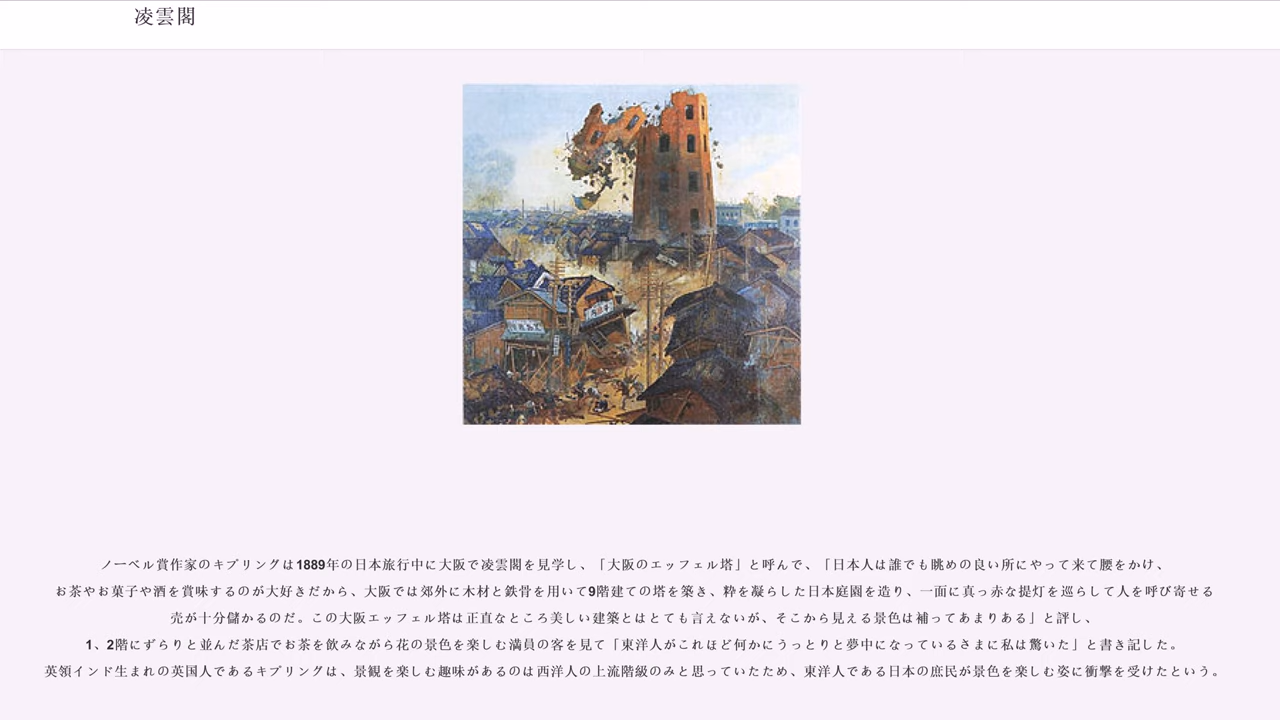 凌雲閣
ノーベル賞作家のキプリングは1889年の日本旅行中に大阪で凌雲閣を見学し、「大阪のエッフェル塔」と呼んで、「日本人は誰でも眺めの良い所にやって来て腰をかけ、
お茶やお菓子や酒を賞味するのが大好きだから、大阪では郊外に木材と鉄骨を用いて9階建ての塔を築き、粋を凝らした日本庭園を造り、一面に真っ赤な提灯を巡らして人を呼び寄せる
売が十分儲かるのだ。この大阪エッフェル塔は正直なところ美しい建築とはとても言えないが、そこから見える景色は補ってあまりある」と評し、
1、2階にずらりと並んだ茶店でお茶を飲みながら花の景色を楽しむ満員の客を見て「東洋人がこれほど何かにうっとりと夢中になっているさまに私は驚いた」と書き記した。
英領インド生まれの英国人であるキプリングは、景観を楽しむ趣味があるのは西洋人の上流階級のみと思っていたため、東洋人である日本の庶民が景色を楽しむ姿に衝撃を受けたという。